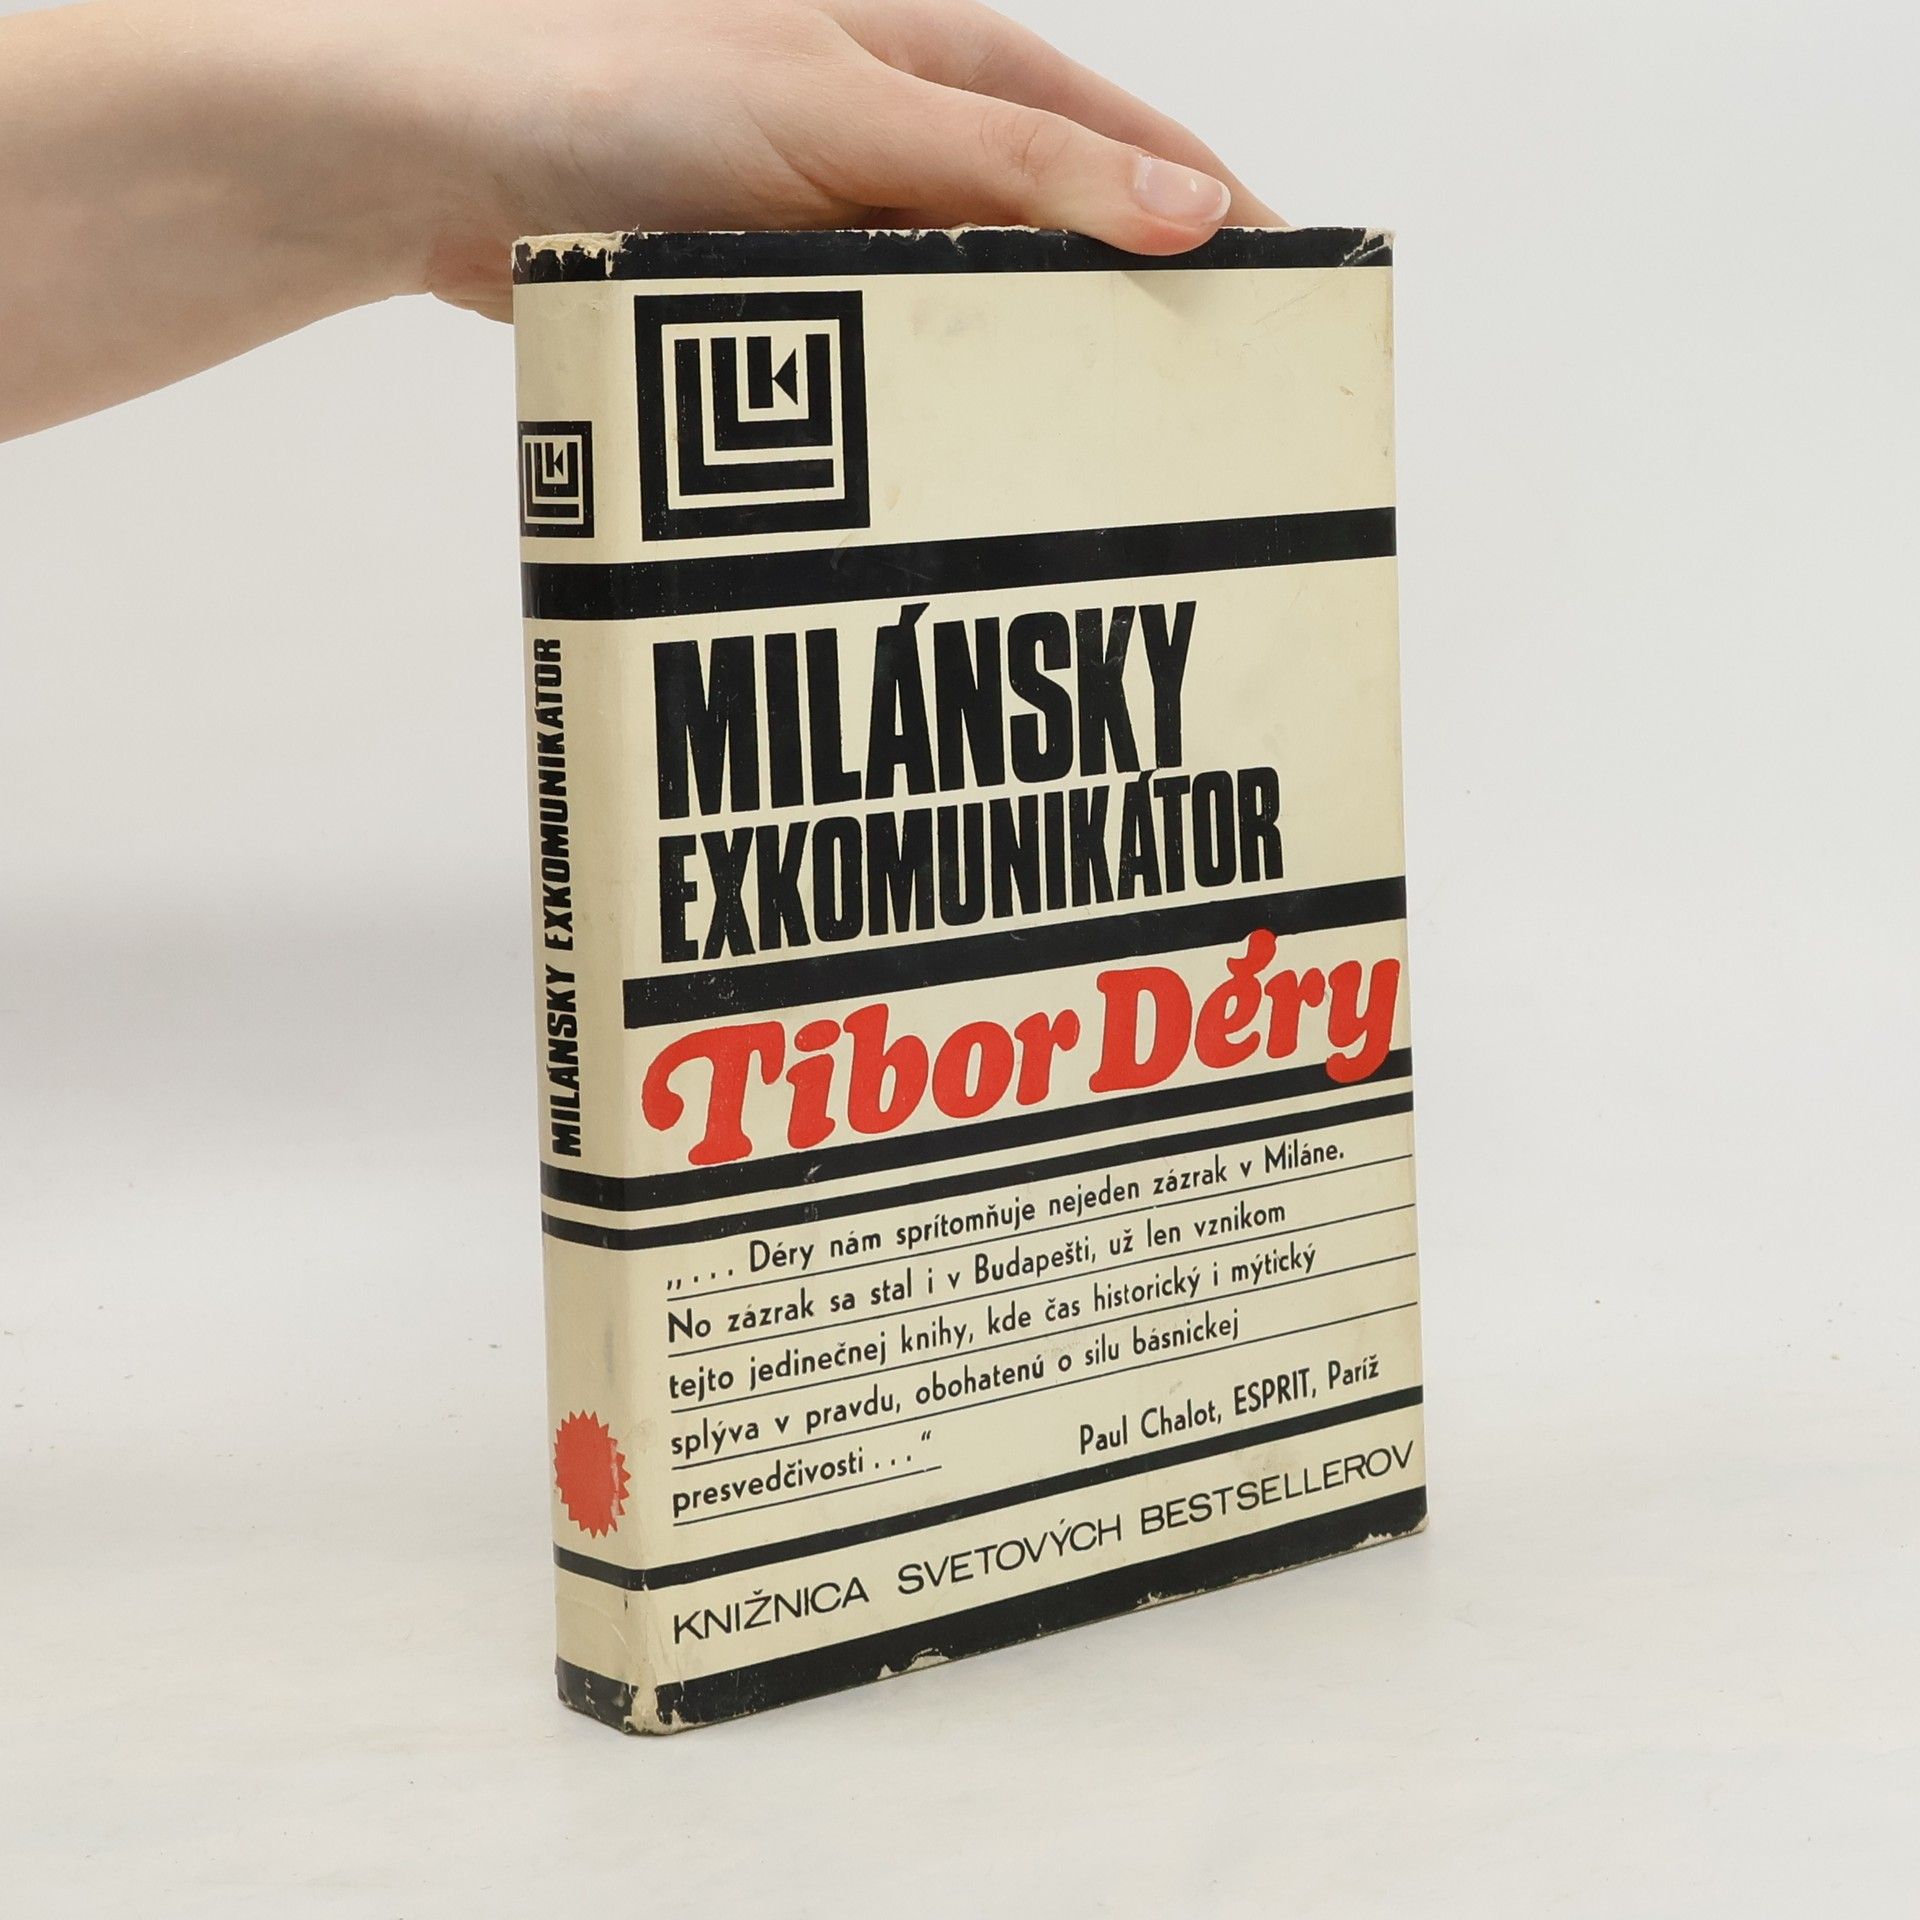 MILÁNSKY EXKOMUNIKÁTOR
MILÁNSKY
EXKOMUNIKÁTOR
Tibor Déry
„... Déry nám sprítomňuje nejeden zázrak v Miláne.
No zázrak sa stal i v Budapešti, už len vznikom
tejto jedinečnej knihy, kde čas historický i mýtický
splýva v pravdu, obohatenú o silu básnickej
presvedčivosti..."
Paul Chalot, ESPRIT, Paríž
KNIŽNICA SVETOVÝCH BESTSELLEROV